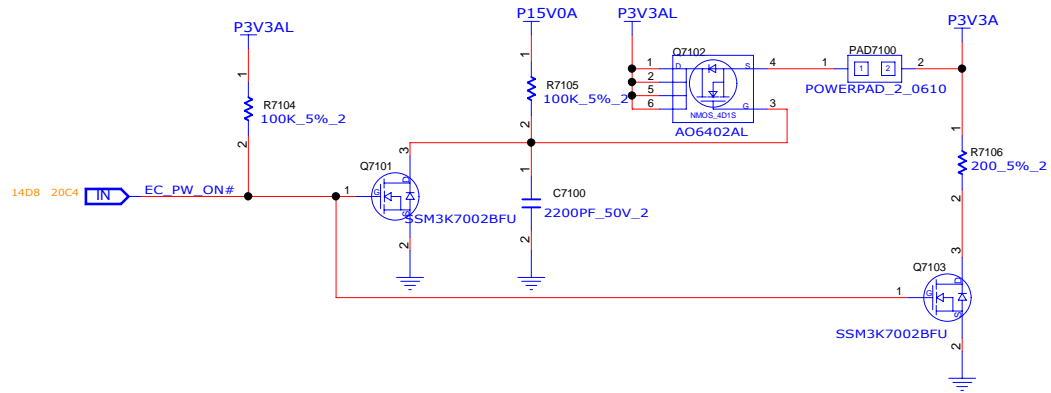 P3V3AL
P15V0A
P3V3AL
P3V3A
1
R7104
100K_5%_2
2
1
R7105
100K_5%_2
2
Q7102
1
2
5
6
D
S
G
NMOS_4D1S
4
3
AO6402AL
PAD7100
1
1
2
2
POWERPAD_2_0610
1
R7106
200_5%_2
2
14D8 20C4
IN
EC_PW_ON#
Q7101
1
3
G
D
S
2
SSM3K7002BFU
1
C7100
2200PF_50V_2
2
Q7103
1
3
G
D
S
2
SSM3K7002BFU